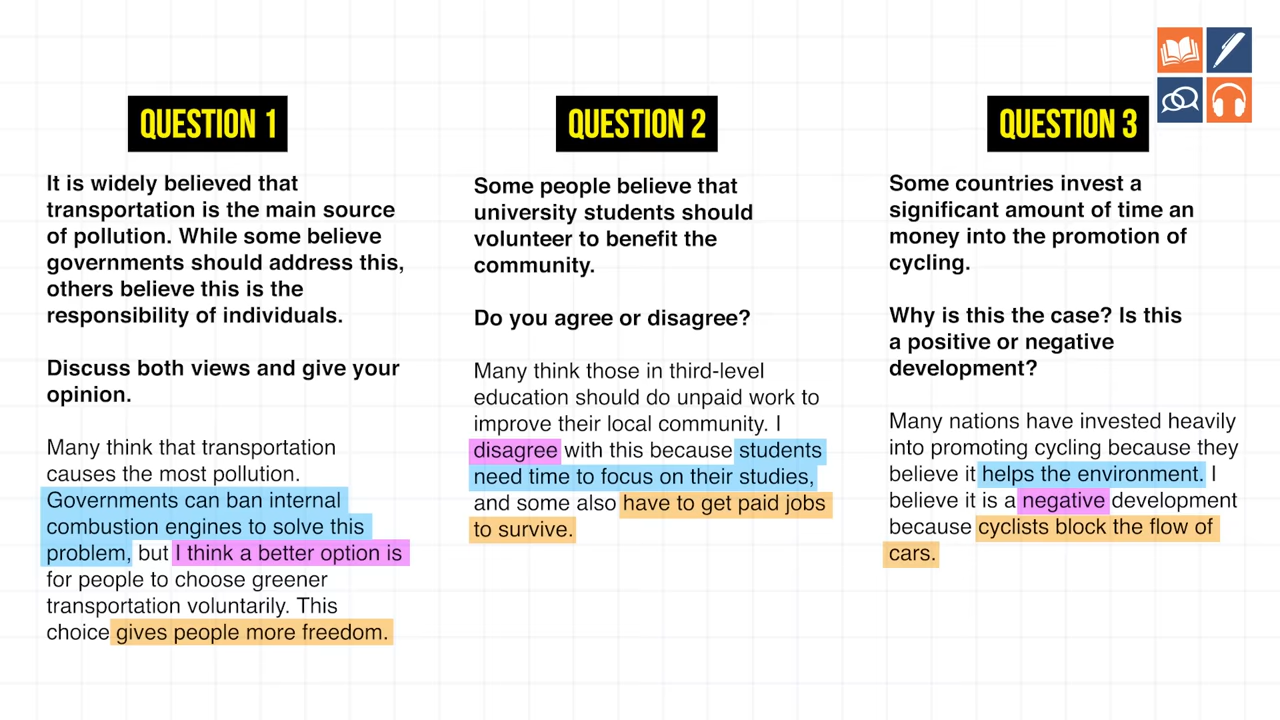 QUESTION 1
It is widely believed that
transportation is the main source
of pollution. While some believe
governments should address this,
others believe this is the
responsibility of individuals.
Discuss both views and give your
opinion.
Many think that transportation
causes the most pollution.
Governments can ban internal
combustion engines to solve this
problem, but I think a better option is
for people to choose greener
transportation voluntarily. This
choice gives people more freedom.
QUESTION 2
Some people believe that
university students should
volunteer to benefit the
community.
Do you agree or disagree?
Many think those in third-level
education should do unpaid work to
improve their local community. I
disagree with this because students
need time to focus on their studies,
and some also have to get paid jobs
to survive.
QUESTION 3
Some countries invest a
significant amount of time an
money into the promotion of
cycling.
Why is this the case? Is this
a positive or negative
development?
Many nations have invested heavily
into promoting cycling because they
believe it helps the environment. I
believe it is a negative development
because cyclists block the flow of
cars.